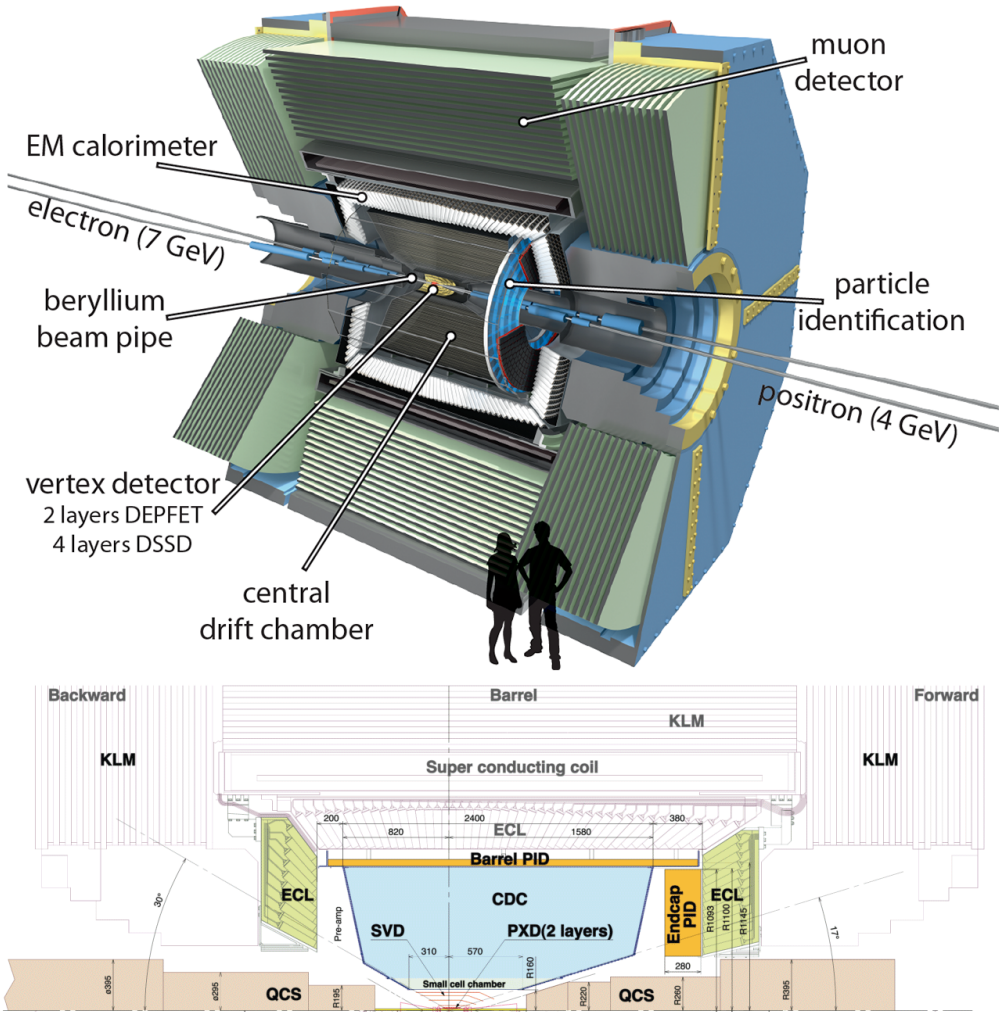 muon
detector
EM calorimeter
electron (7 GeV)
beryllium
beam pipe
particle
identification
positron (4 GeV)
vertex detector
2 layers DEPFET
4 layers DSSD
central
drift chamber
Backward
Barrel
Forward
KLM
KLM
KLM
Super conducting coil
200
2400
380
820
1580
ECL
Barrel PID
ECL
CDC
ECL
Endcap
PID
R1093
R1100
R1145
30°
17°
Pre-amp
SVD
PXD(2 layers)
310
570
280
R160
Small cell chamber
ø395
ø295
QCS
R195
R220
QCS
R260
R395